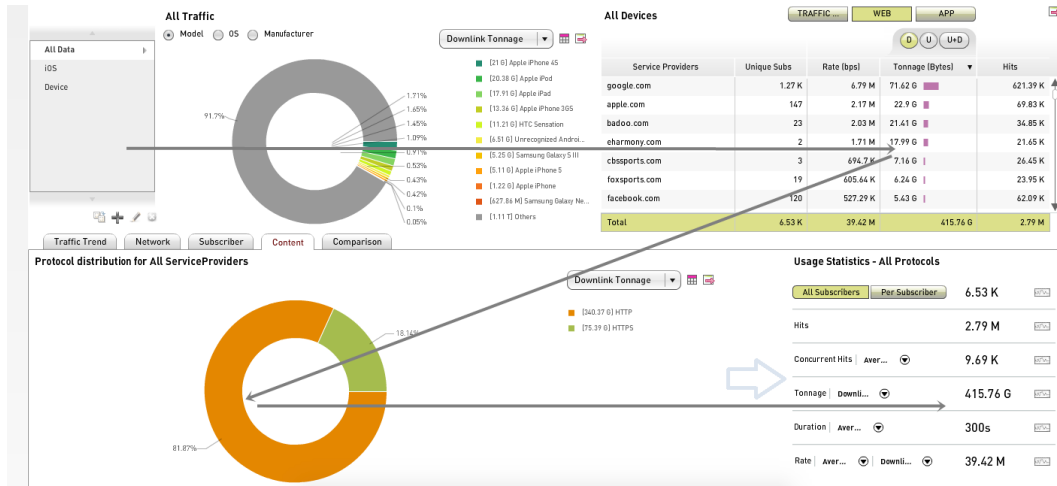 All Traffic
Model OS Manufacturer
All Data
iOS
Device
Downlink Tonnage
[21 G] Apple iPhone 4S
[20.38 G] Apple iPod
[17.91 G] Apple iPad
[13.36 G] Apple iPhone 3GS
[11.21 G] HTC Sensation
[6.51 G] Unrecognized Androi...
[5.25 G] Samsung Galaxy S III
[5.11 G] Apple iPhone 5
[1.22 G] Apple iPhone
[627.86 M] Samsung Galaxy Ne...
[1.11 T] Others
91.7%
1.71%
1.65%
1.45%
1.09%
0.91%
0.53%
0.43%
0.42%
0.1%
0.05%
All Devices
TRAFFIC ... WEB APP
D U U+D
Service Providers Unique Subs Rate (bps) Tonnage (Bytes) Hits
google.com 1.27 K 6.79 M 71.62 G 621.39 K
apple.com 147 2.17 M 22.9 G 69.83 K
badoo.com 23 2.03 M 21.41 G 34.85 K
eharmony.com 2 1.71 M 17.99 G 21.65 K
cbssports.com 3 694.7 K 7.16 G 26.45 K
foxsports.com 19 605.64 K 6.24 G 23.95 K
facebook.com 120 527.29 K 5.43 G 62.09 K
Total 6.53 K 39.42 M 415.76 G 2.79 M
Traffic Trend Network Subscriber Content Comparison
Protocol distribution for All ServiceProviders
Downlink Tonnage
[340.37 G] HTTP
[75.39 G] HTTPS
18.14%
81.87%
Usage Statistics - All Protocols
All Subscribers Per Subscriber 6.53 K
Hits 2.79 M
Concurrent Hits Aver... 9.69 K
Tonnage Downli... 415.76 G
Duration Aver... 300s
Rate Aver... Downli... 39.42 M